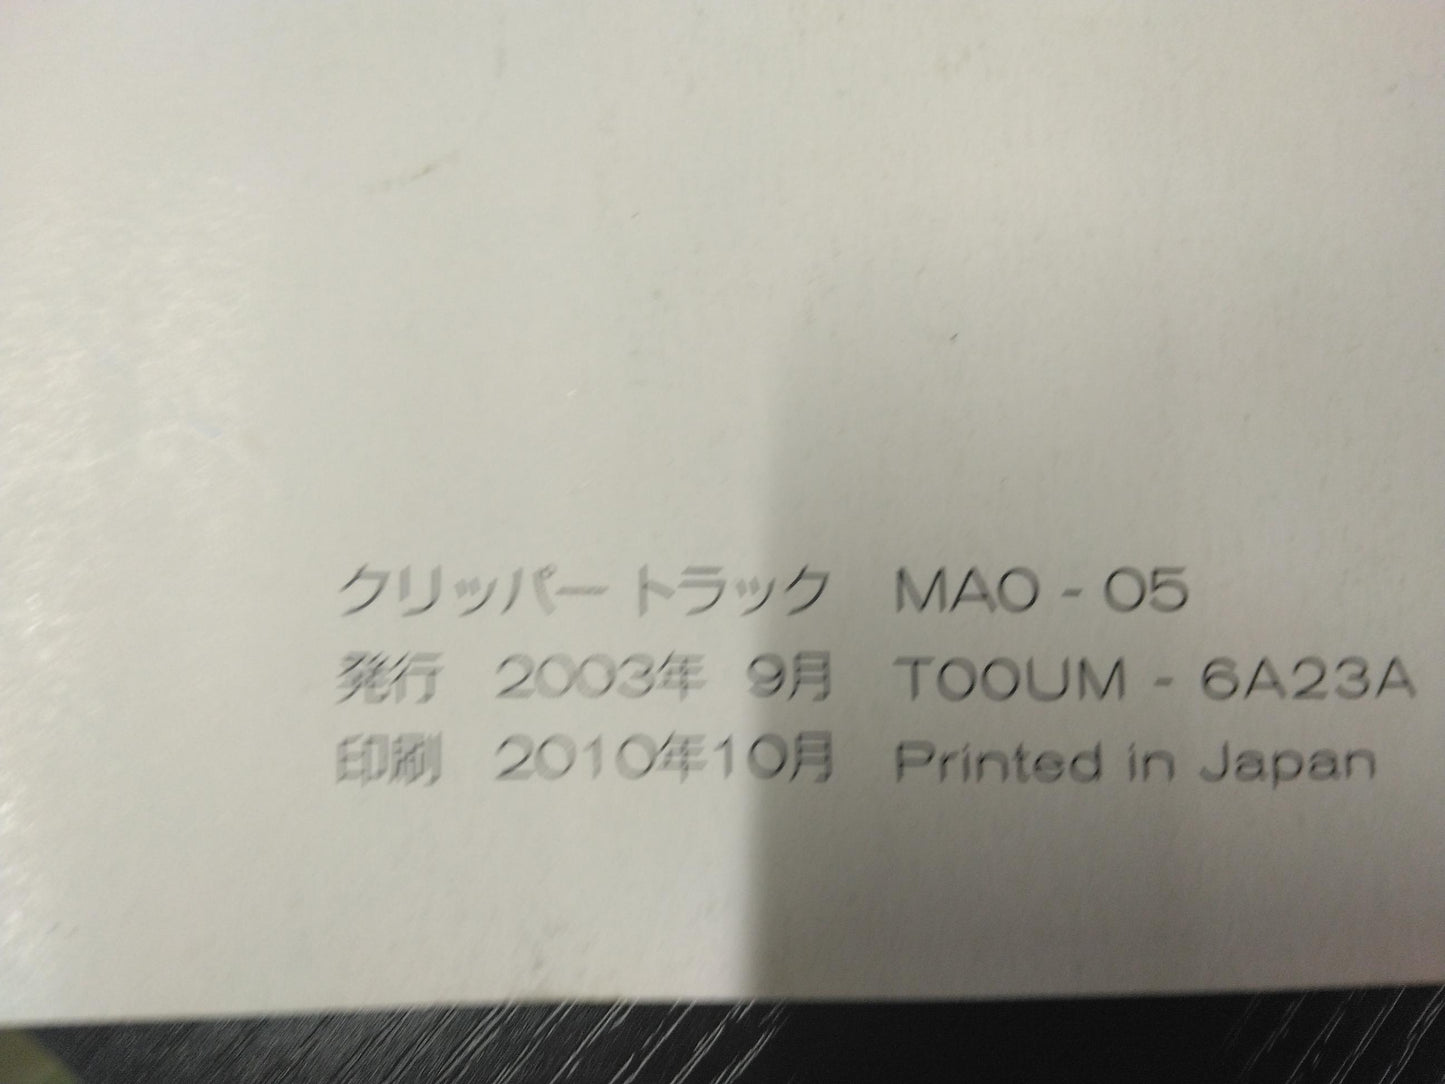 クリッパー トラック MA0 - 05
発行 2003年 9月 T00UM - 6A23A
印刷 2010年10月 Printed in Japan